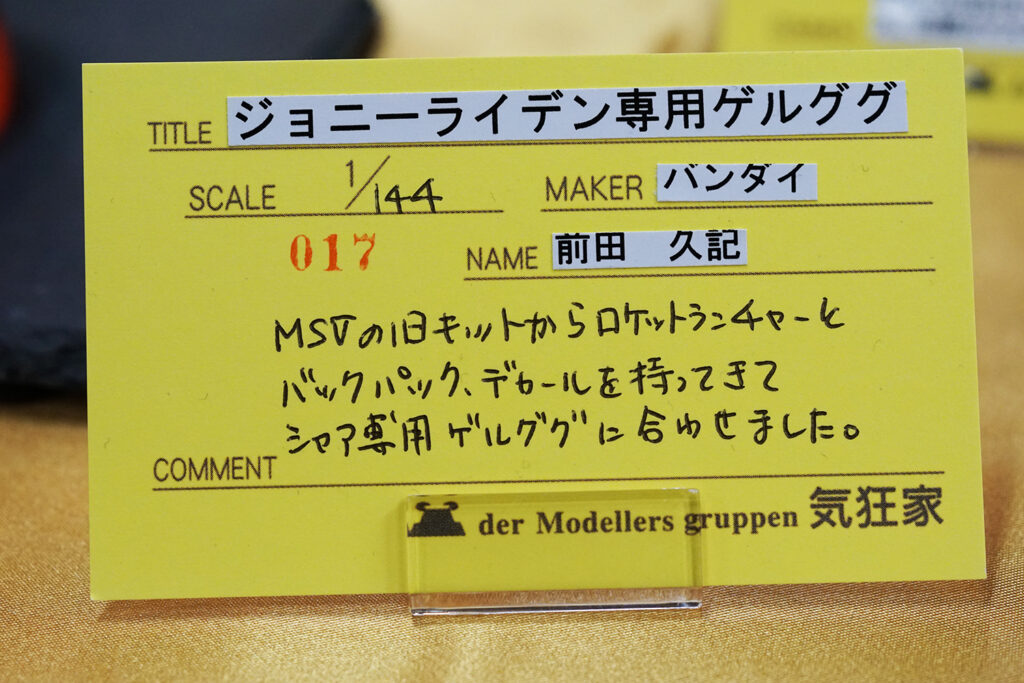 TITLE ジョニーライデン専用ゲルググ
SCALE 1/144 MAKER バンダイ
017 NAME 前田 久記
MSVの旧キットからロケットランチャーと
バックパック、デカールを持ってきて
シャア専用ゲルググに合わせました。
COMMENT
der Modellers gruppen 気狂家